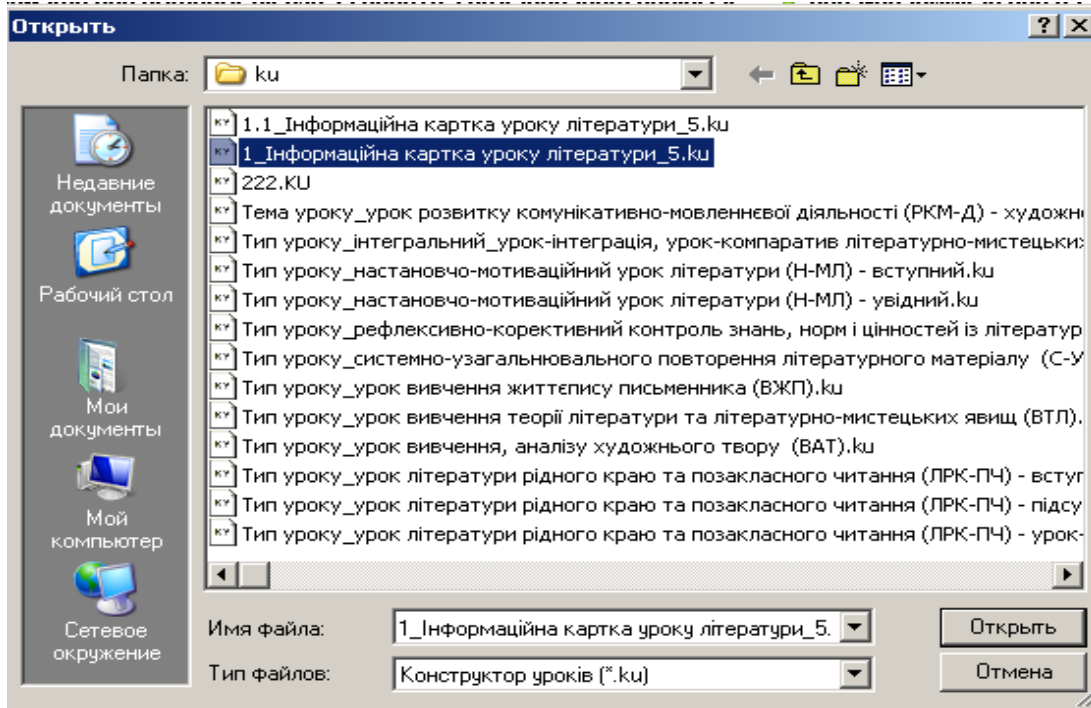 Открыть
Папка:
ku
Недавние
документы
Рабочий стол
Мои
документы
Мой
компьютер
Сетевое
окружение
1.1_Інформаційна картка уроку літератури_5.ku
1_Інформаційна картка уроку літератури_5.ku
222.KU
Тема уроку_урок розвитку комунікативно-мовленнєвої діяльності (РКМ-Д) - художн
Тип уроку_інтегральний_урок-інтеграція, урок-компаратив літературно-мистецьких
Тип уроку_настановчо-мотиваційний урок літератури (Н-МЛ) - вступний.ku
Тип уроку_настановчо-мотиваційний урок літератури (Н-МЛ) - увідний.ku
Тип уроку_рефлексивно-корективний контроль знань, норм і цінностей із літератур
Тип уроку_системно-узагальнювального повторення літературного матеріалу (С-У
Тип уроку_урок вивчення життєпису письменника (ВЖП).ku
Тип уроку_урок вивчення теорії літератури та літературно-мистецьких явищ (ВТЛ).
Тип уроку_урок вивчення, аналізу художнього твору (ВАТ).ku
Тип уроку_урок літератури рідного краю та позакласного читання (ЛРК-ПЧ) - вступ
Тип уроку_урок літератури рідного краю та позакласного читання (ЛРК-ПЧ) - підсу
Тип уроку_урок літератури рідного краю та позакласного читання (ЛРК-ПЧ) - урок-
Имя файла:
1_Інформаційна картка уроку літератури_5.
Открыть
Тип файлов:
Конструктор уроків (*.ku)
Отмена